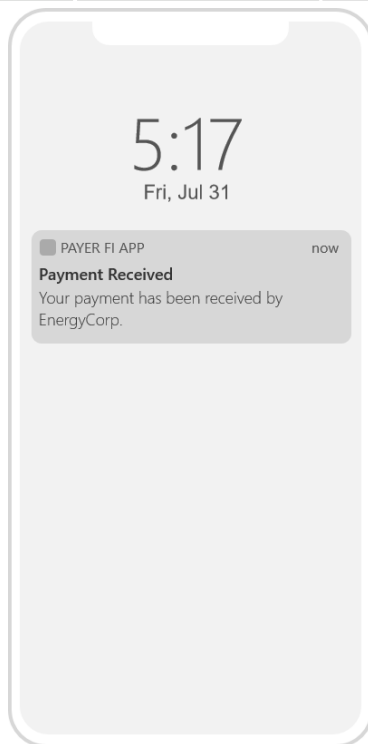 5:17
Fri, Jul 31
PAYER FI APP now
Payment Received
Your payment has been received by
EnergyCorp.